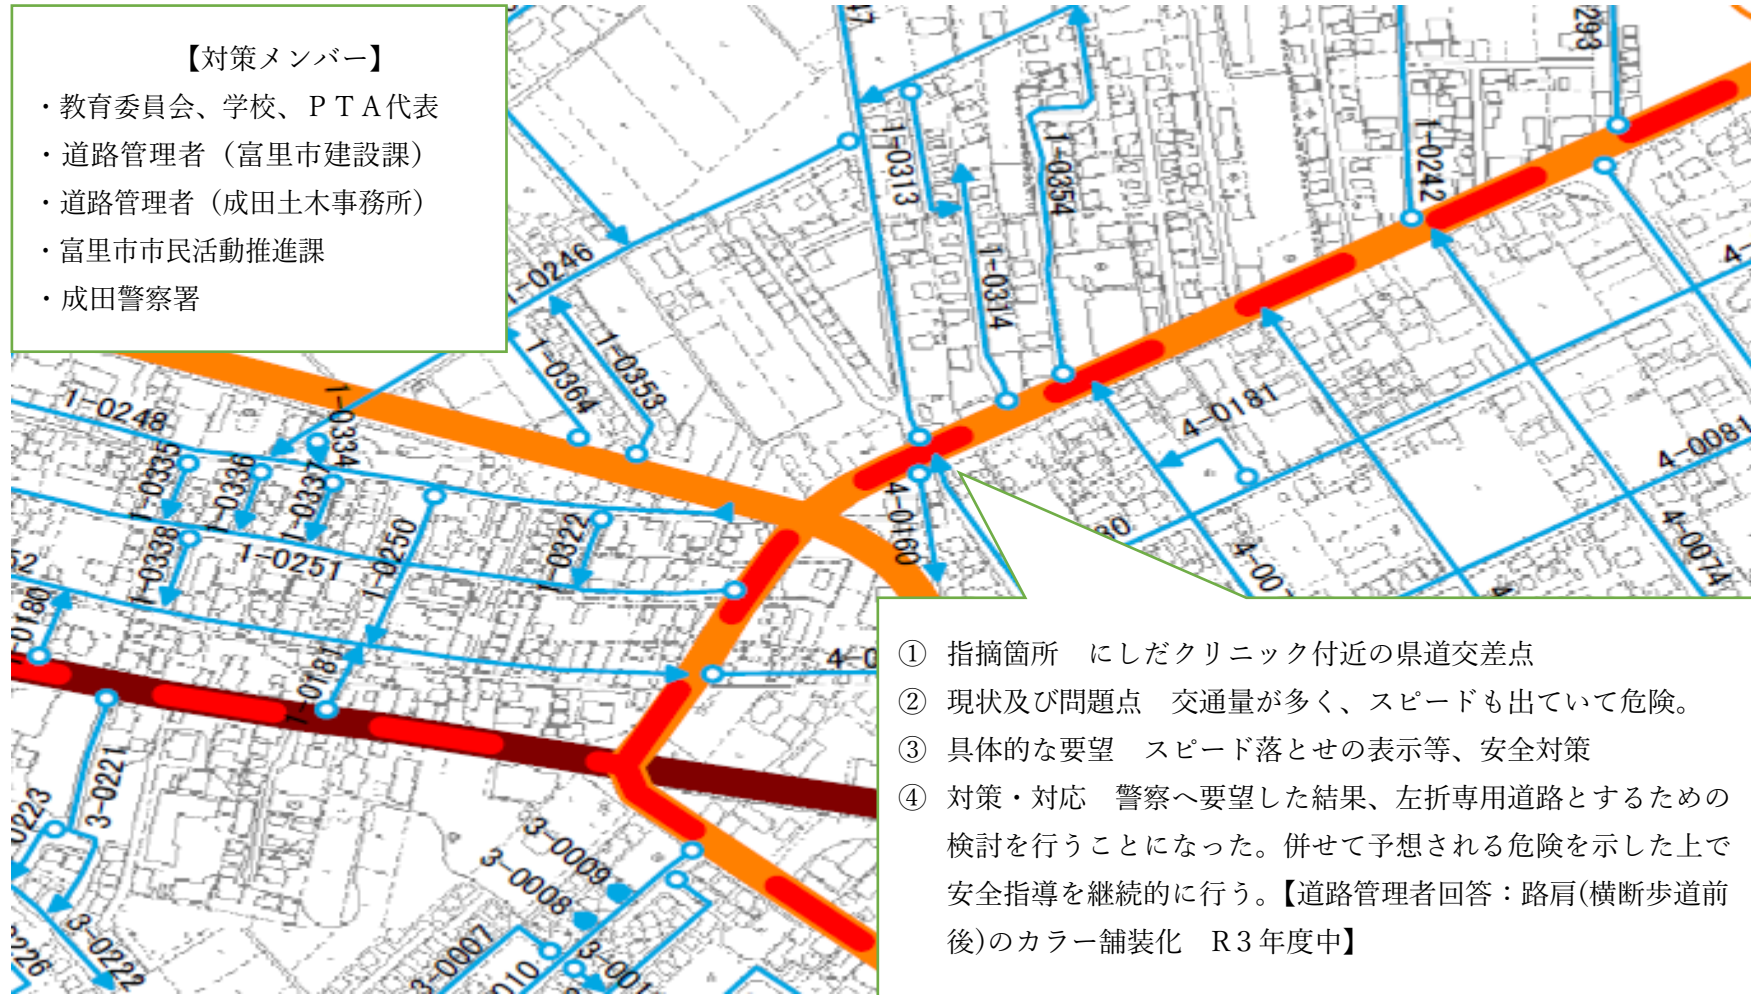 【対策メンバー】
・教育委員会、学校、ＰＴＡ代表
・道路管理者（富里市建設課）
・道路管理者（成田土木事務所）
・富里市市民活動推進課
・成田警察署
1-0313
1-0354
1-0242
1-0314
1-0246
1-0353
1-0364
1-0334
1-0248
1-0335
1-0336
1-0337
1-0338
1-0250
1-0251
1-0322
4-0160
4-0181
4-0081
4-0074
1-0181
3-0221
3-0222
3-0009
3-0008
3-0007
① 指摘箇所　にしだクリニック付近の県道交差点
② 現状及び問題点　交通量が多く、スピードも出ていて危険。
③ 具体的な要望　スピード落とせの表示等、安全対策
④ 対策・対応　警察へ要望した結果、左折専用道路とするための
検討を行うことになった。併せて予想される危険を示した上で
安全指導を継続的に行う。【道路管理者回答：路肩(横断歩道前
後)のカラー舗装化　R３年度中】